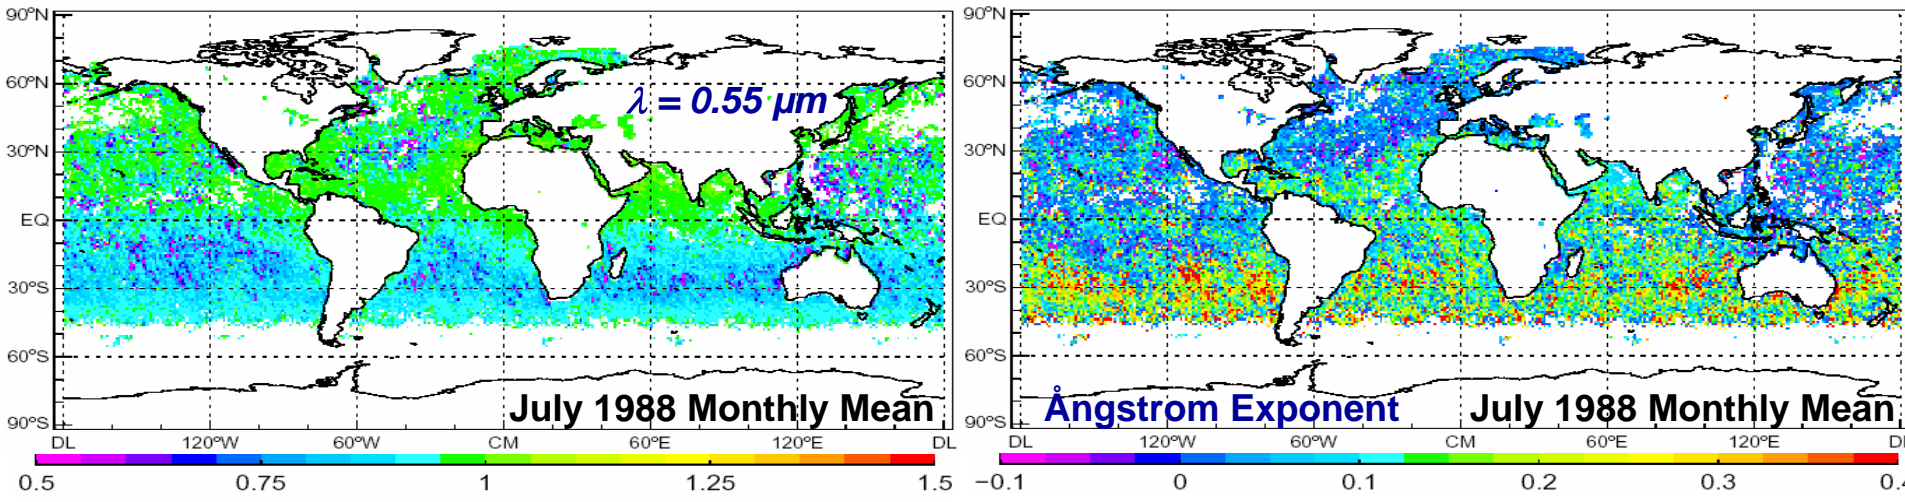 90°N
60°N
30°N
EQ
30°S
60°S
90°S
λ = 0.55 µm
July 1988 Monthly Mean
DL 120°W 60°W CM 60°E 120°E DL
0.5 0.75 1 1.25 1.5
90°N
60°N
30°N
EQ
30°S
60°S
90°S
Ångstrom Exponent July 1988 Monthly Mean
DL 120°W 60°W CM 60°E 120°E D
−0.1 0 0.1 0.2 0.3 0.4